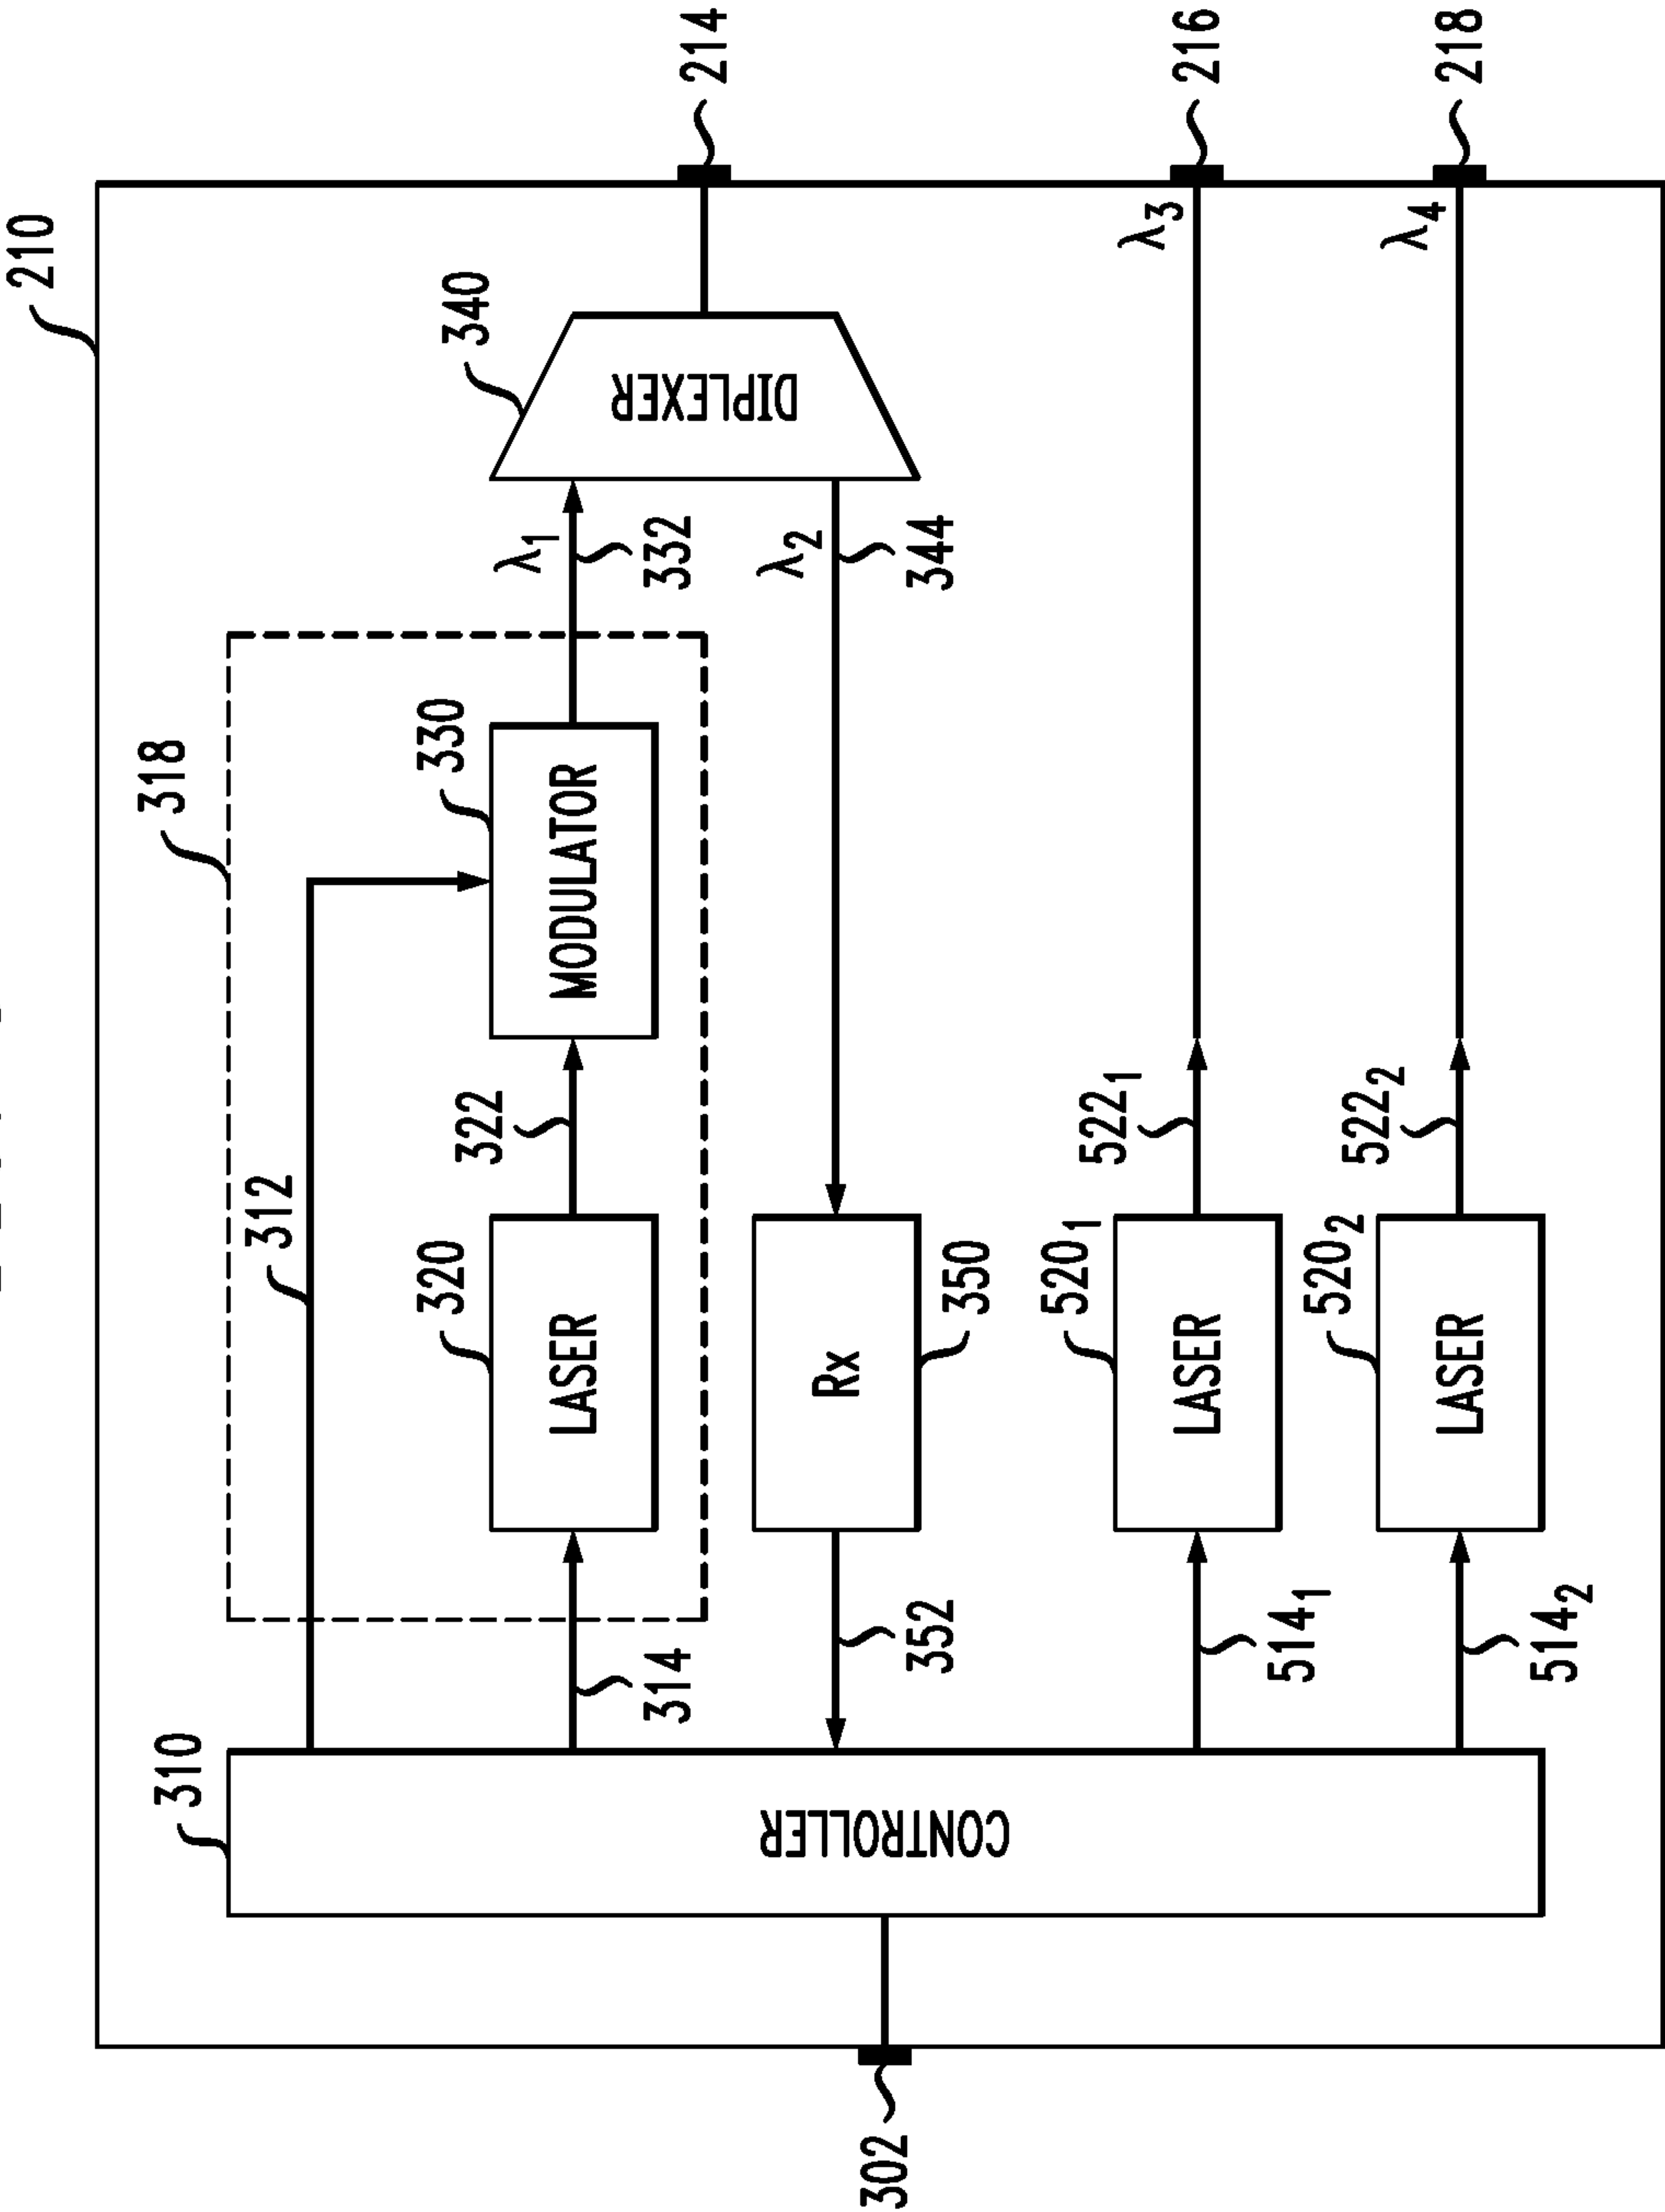 210
318
312
310
CONTROLLER
302
314
320
LASER
322
330
MODULATOR
λ1
332
340
DIPLEXER
214
352
Rx
350
λ2
344
514₁
520₁
LASER
522₁
λ3
216
514₂
520₂
LASER
522₂
λ4
218